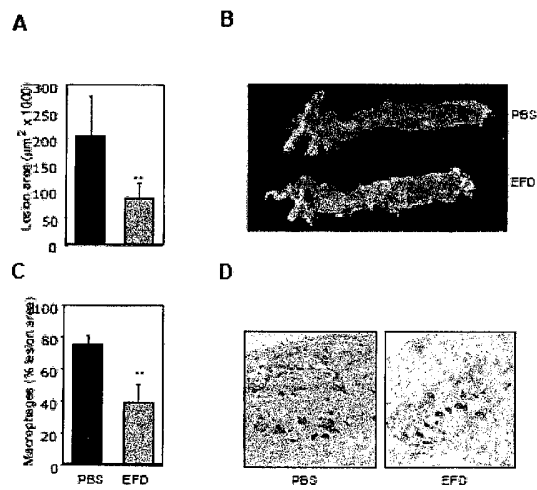 A
B
Lesion area (µm² x 1000)
300
250
200
150
100
50
0
**
PBS
EFD
C
D
Macrophages (% lesion area)
100
80
60
40
20
0
**
PBS EFD
PBS
EFD